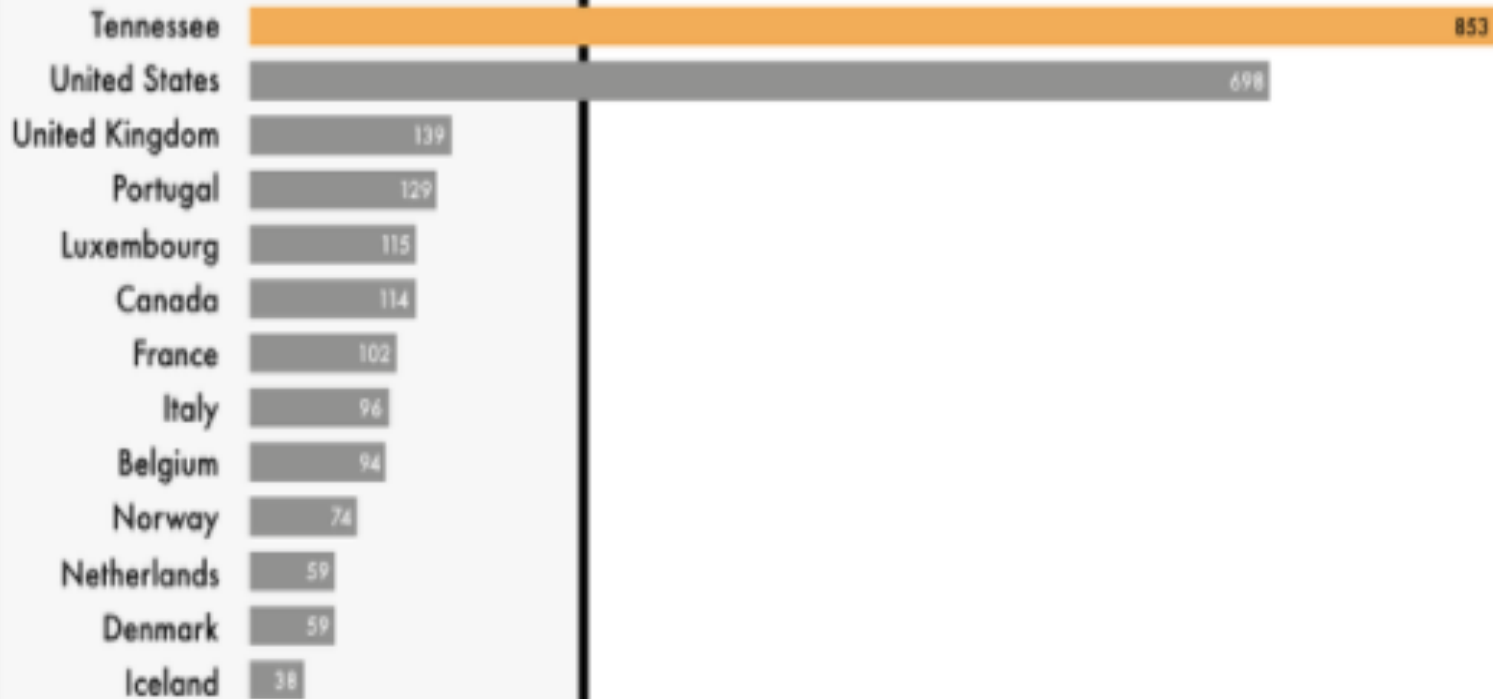 Tennessee 853
United States 698
United Kingdom 139
Portugal 129
Luxembourg 115
Canada 114
France 102
Italy 96
Belgium 94
Norway 74
Netherlands 59
Denmark 59
Iceland 38